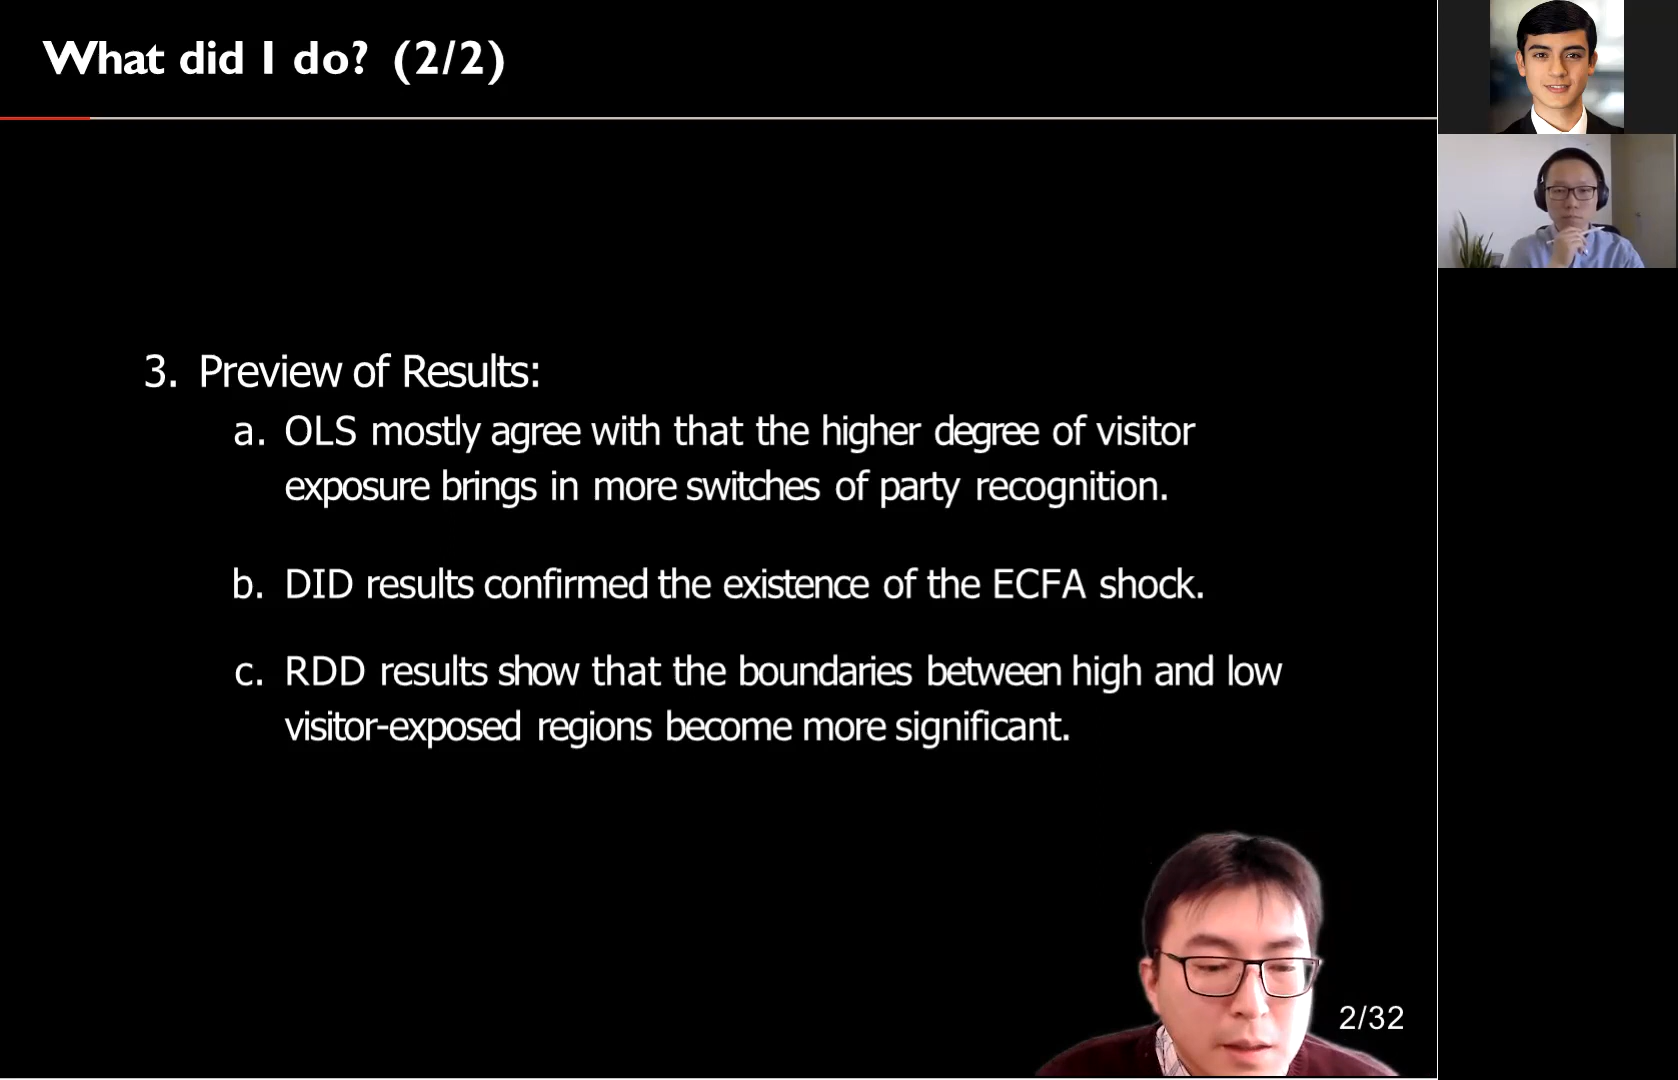 What did I do? (2/2)
3. Preview of Results:
a. OLS mostly agree with that the higher degree of visitor
exposure brings in more switches of party recognition.
b. DID results confirmed the existence of the ECFA shock.
c. RDD results show that the boundaries between high and low
visitor-exposed regions become more significant.
2/32